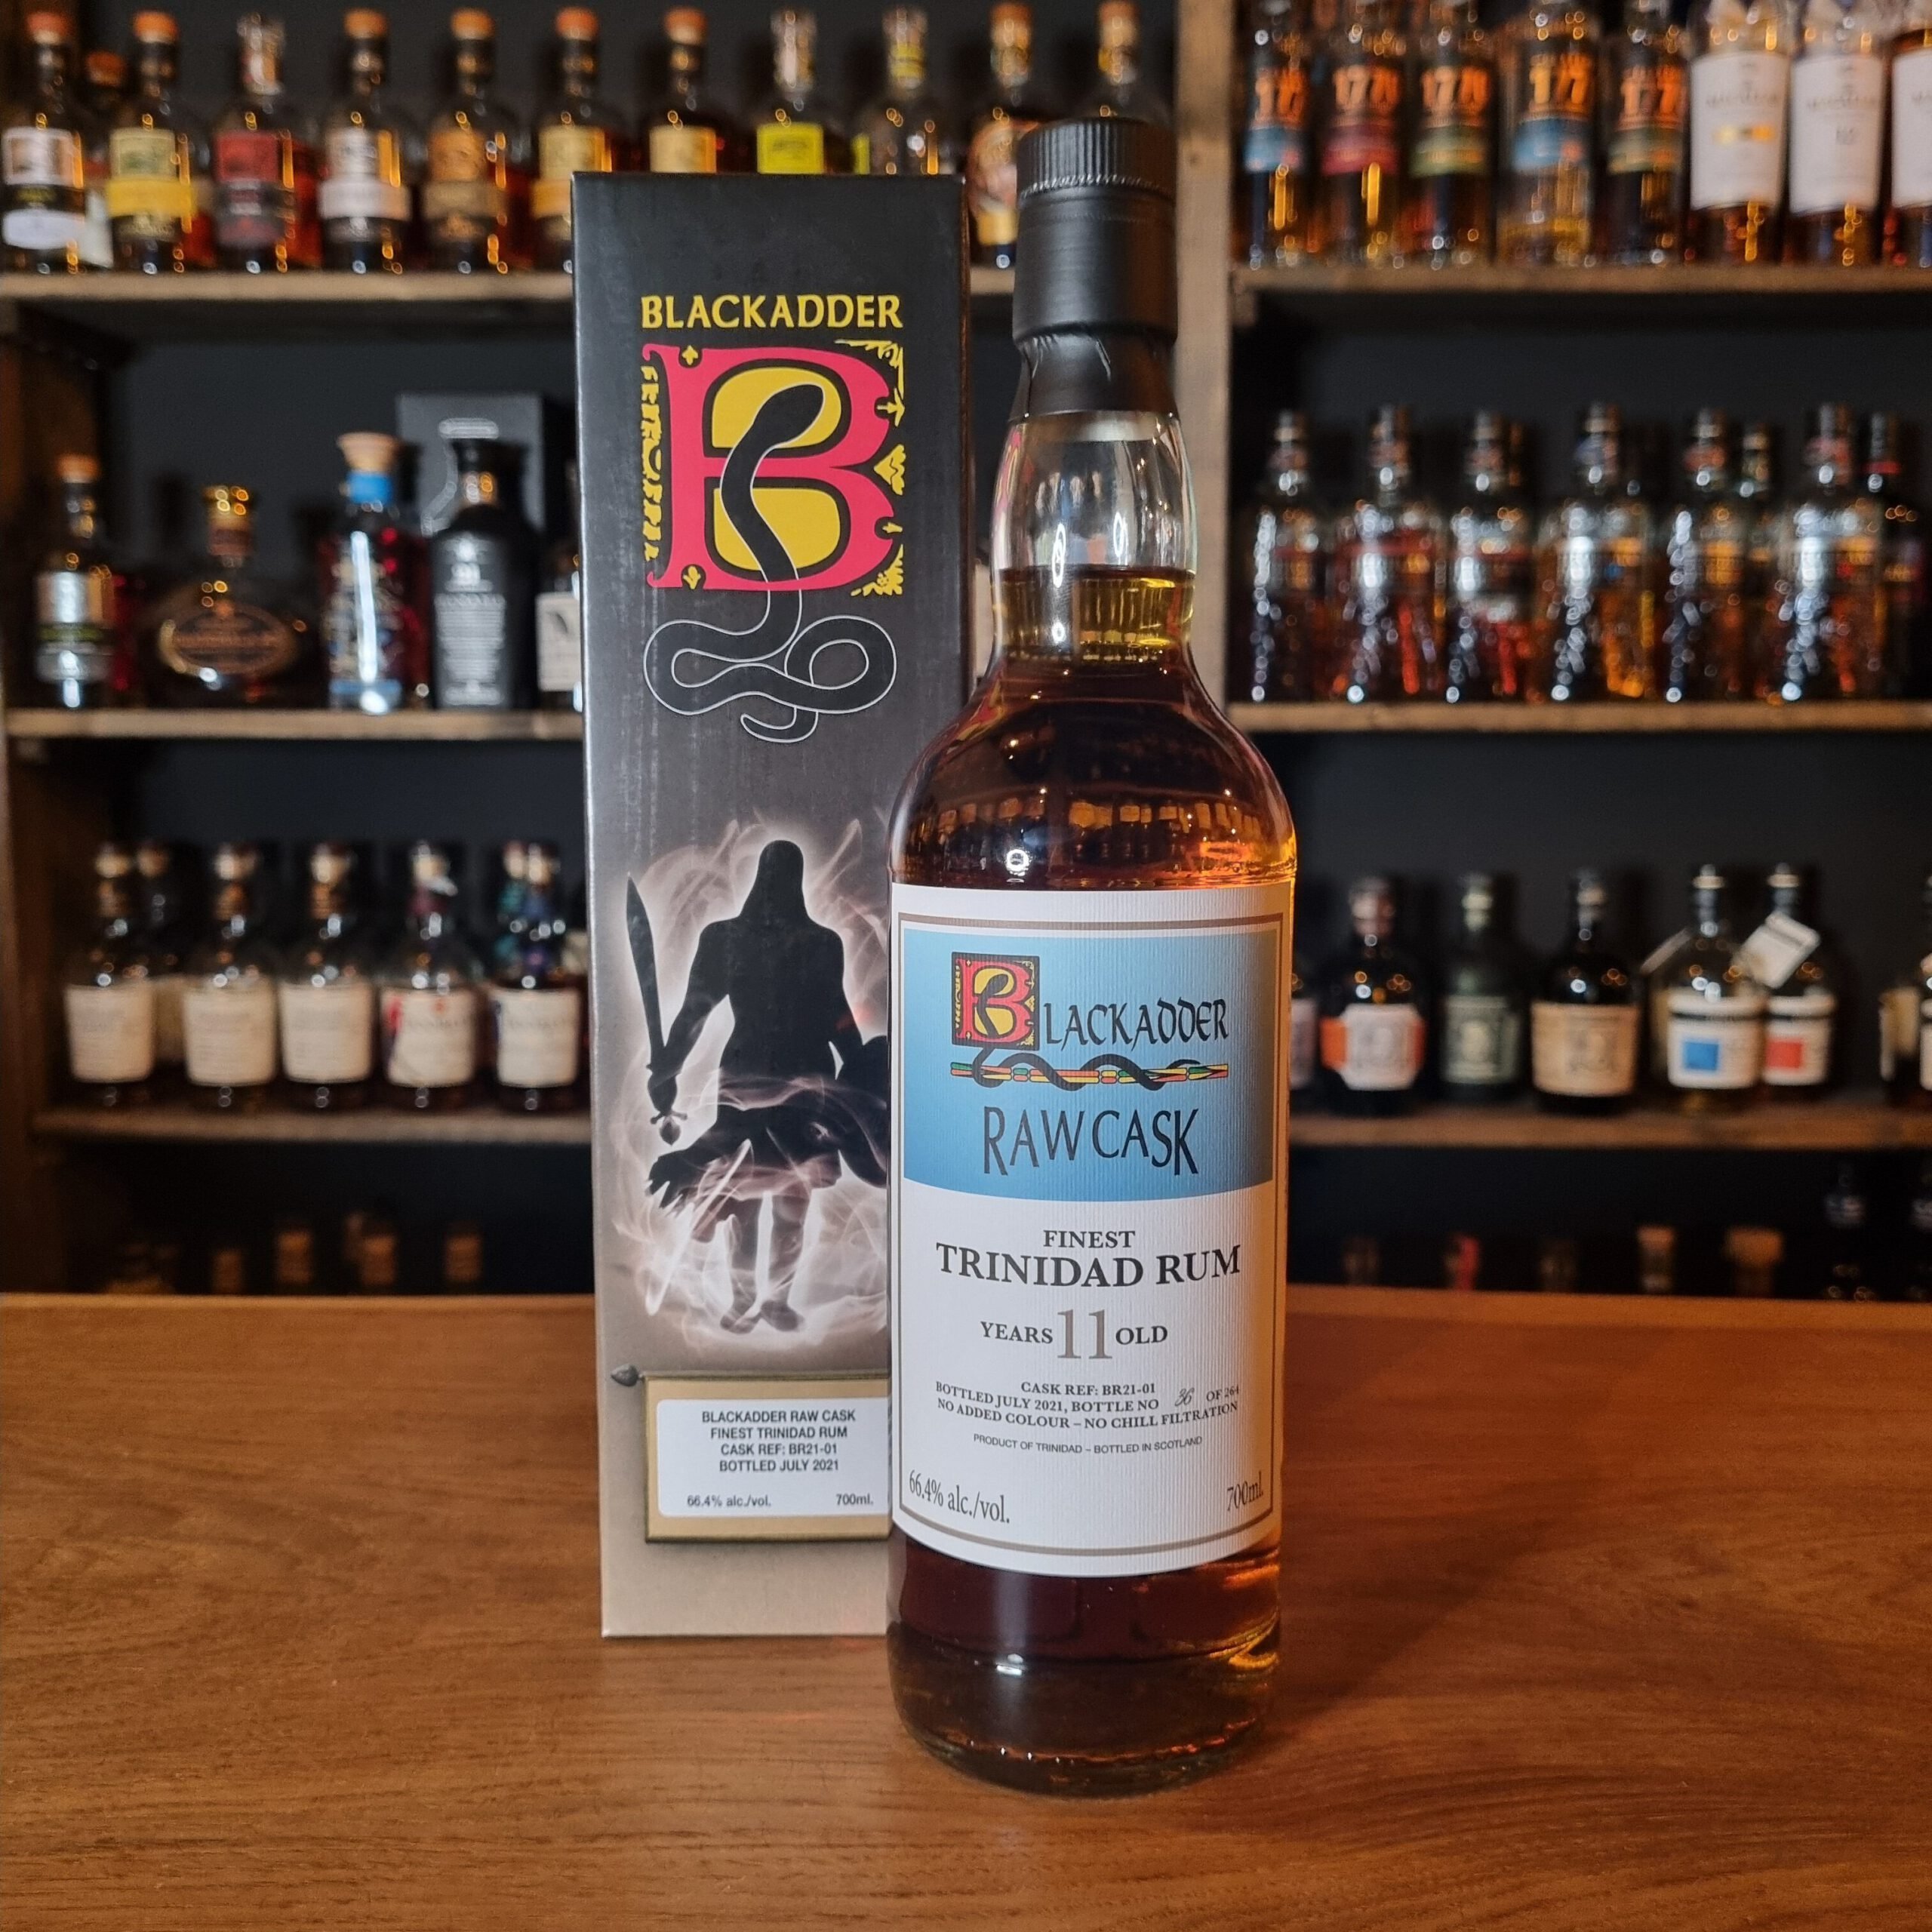 BLACKADDER
B
BLACKADDER
RAW CASK
FINEST
TRINIDAD RUM
YEARS 11 OLD
CASK REF: BR21-01
BOTTLED JULY 2021, BOTTLE NO 36 OF 264
NO ADDED COLOUR – NO CHILL FILTRATION
PRODUCT OF TRINIDAD – BOTTLED IN SCOTLAND
66.4% alc./vol. 700ml.
BLACKADDER RAW CASK
FINEST TRINIDAD RUM
CASK REF: BR21-01
BOTTLED JULY 2021
66.4% alc./vol. 700ml.